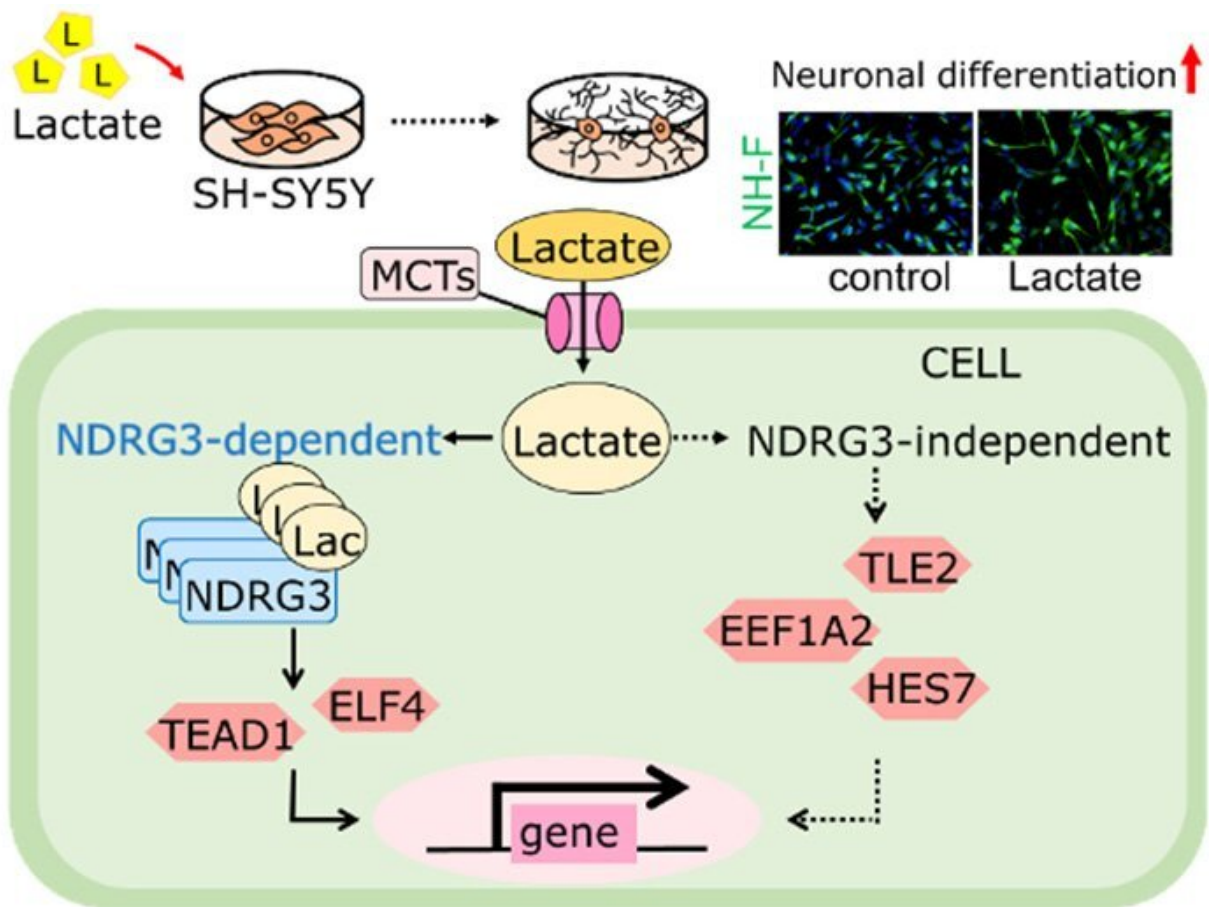 L
L
L
Lactate
SH-SY5Y
Neuronal differentiation
NH-F
control
Lactate
Lactate
MCTs
CELL
NDRG3-dependent
Lactate
NDRG3-independent
L
L
Lac
N
N
NDRG3
TLE2
EEF1A2
HES7
ELF4
TEAD1
gene